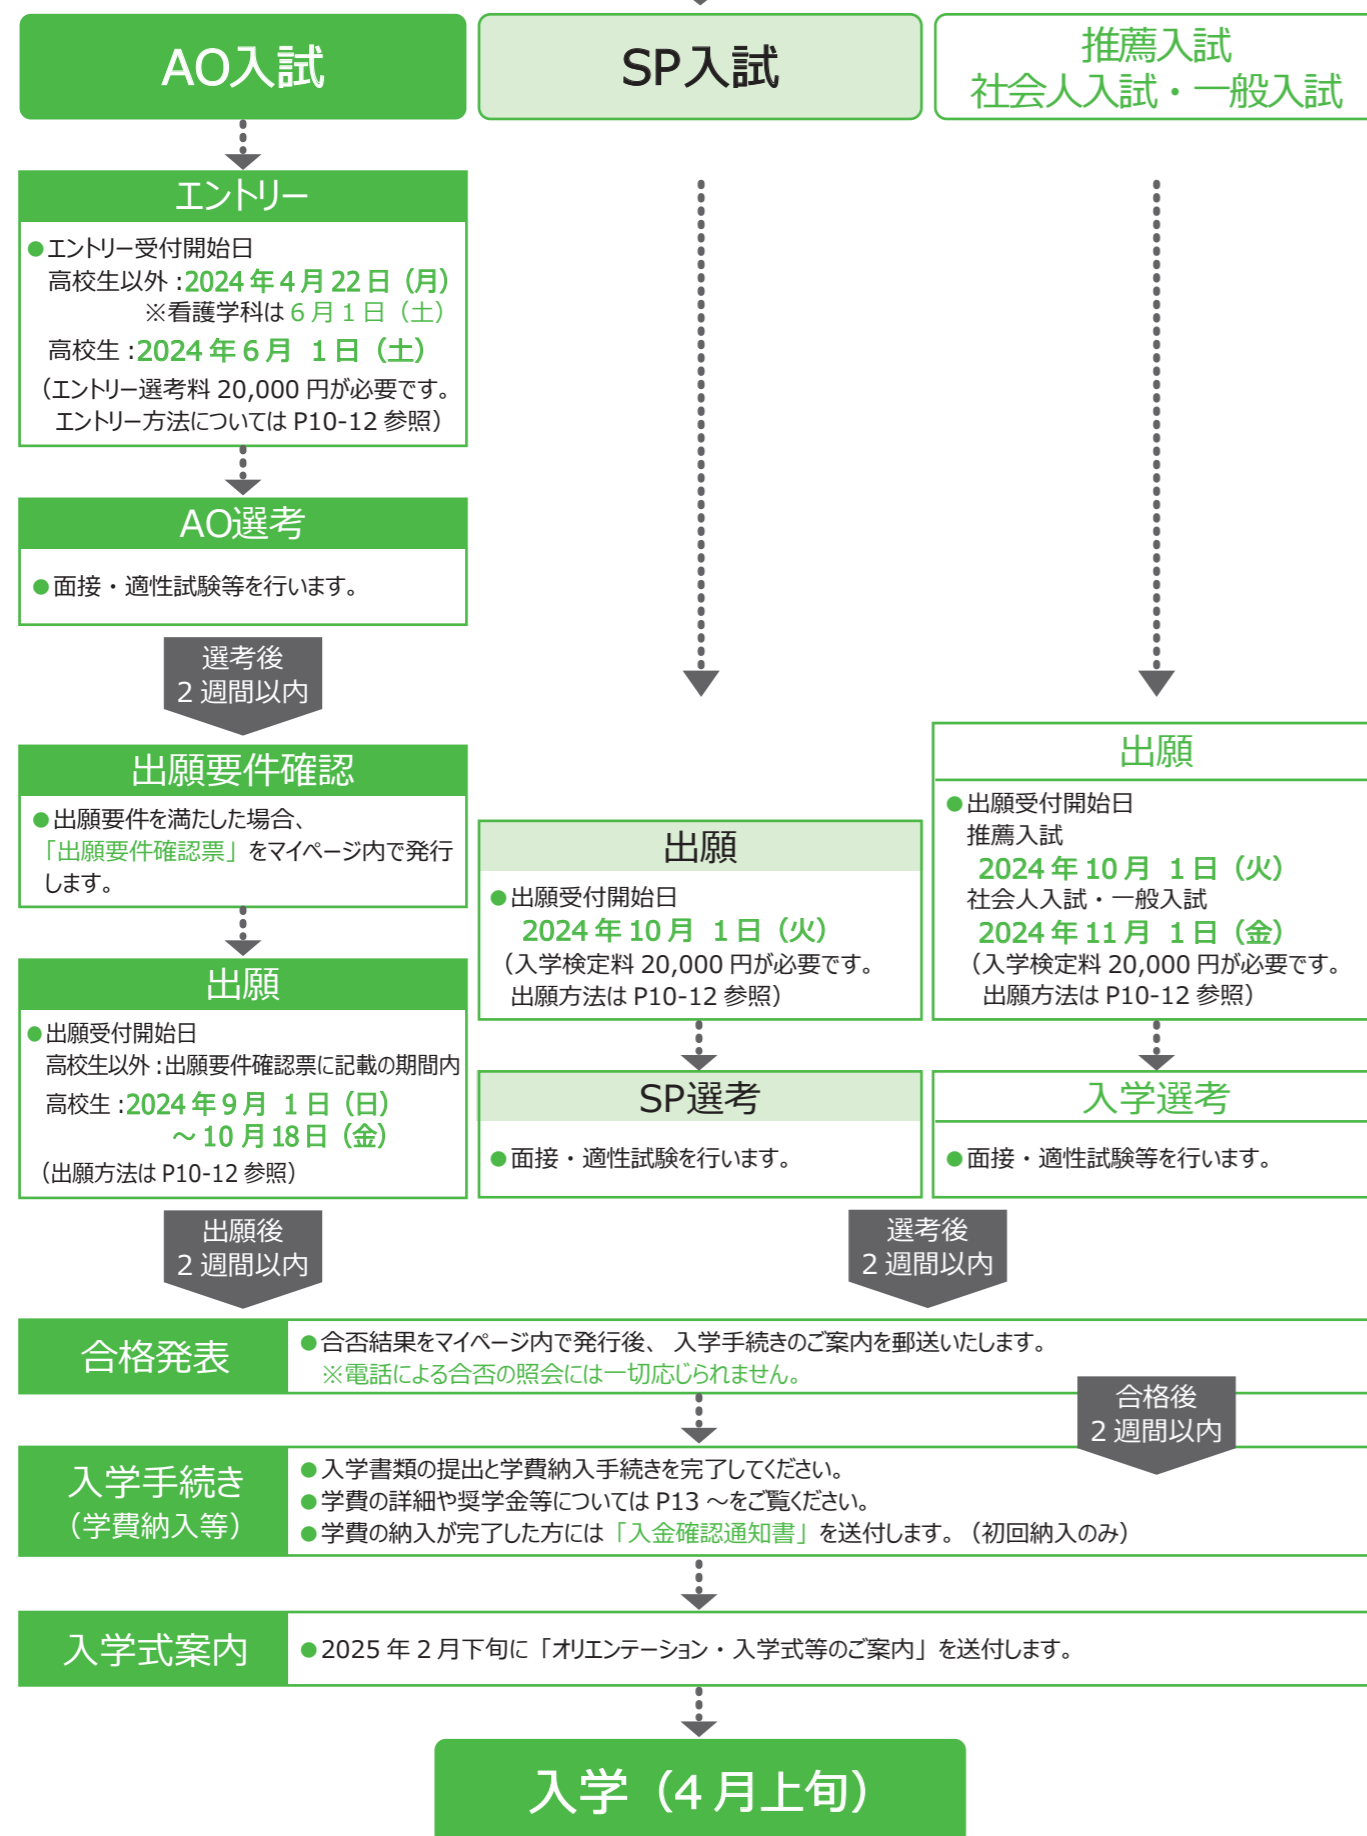 AO入試
エントリー
●エントリー受付開始日
高校生以外：2024年4月22日（月）
※看護学科は6月1日（土）
高校生：2024年6月 1日（土）
（エントリー選考料20,000円が必要です。
エントリー方法についてはP10-12参照）
AO選考
●面接・適性試験等を行います。
選考後
2週間以内
出願要件確認
●出願要件を満たした場合、
「出願要件確認票」をマイページ内で発行
します。
出願
●出願受付開始日
高校生以外：出願要件確認票に記載の期間内
高校生：2024年9月 1日（日）
～10月18日（金）
（出願方法はP10-12参照）
出願後
2週間以内
SP入試
出願
●出願受付開始日
2024年10月 1日（火）
（入学検定料20,000円が必要です。
出願方法はP10-12参照）
SP選考
●面接・適性試験を行います。
推薦入試
社会人入試・一般入試
出願
●出願受付開始日
推薦入試
2024年10月 1日（火）
社会人入試・一般入試
2024年11月 1日（金）
（入学検定料20,000円が必要です。
出願方法はP10-12参照）
入学選考
●面接・適性試験等を行います。
選考後
2週間以内
合格発表
●合否結果をマイページ内で発行後、入学手続きのご案内を郵送いたします。
※電話による合否の照会には一切応じられません。
合格後
2週間以内
入学手続き
（学費納入等）
●入学書類の提出と学費納入手続きを完了してください。
●学費の詳細や奨学金等についてはP13～をご覧ください。
●学費の納入が完了した方には「入金確認通知書」を送付します。（初回納入のみ）
入学式案内
●2025年2月下旬に「オリエンテーション・入学式等のご案内」を送付します。
入学（4月上旬）